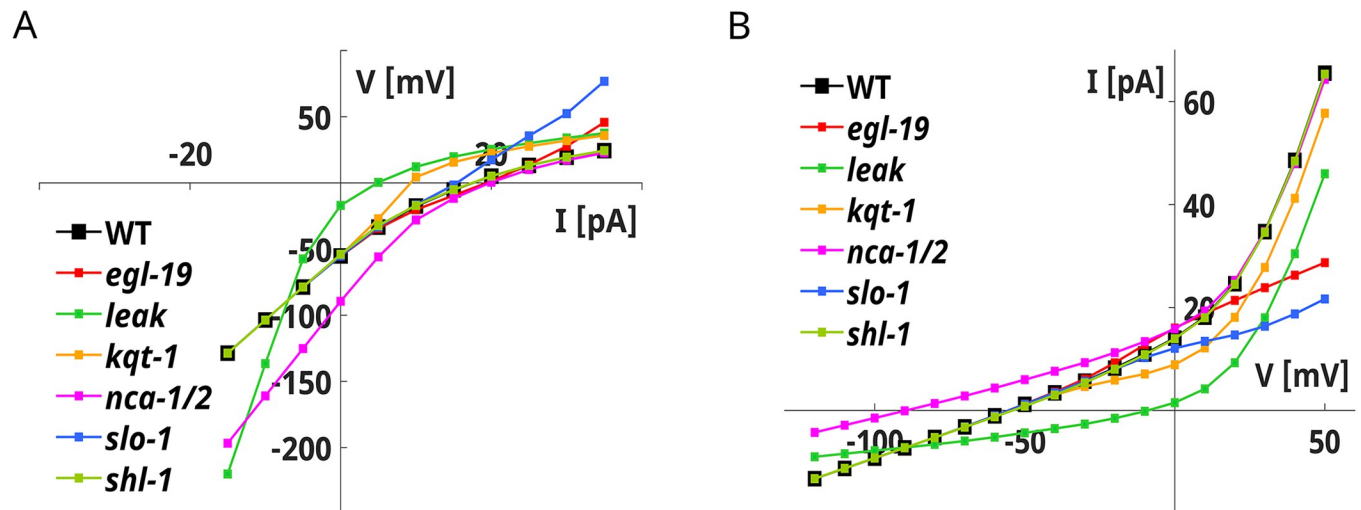 A
V [mV]
50
-20
20
I [pA]
-50
-100
-150
-200
WT
egl-19
leak
kqt-1
nca-1/2
slo-1
shl-1
B
I [pA]
60
40
20
V [mV]
-100
-50
50
WT
egl-19
leak
kqt-1
nca-1/2
slo-1
shl-1